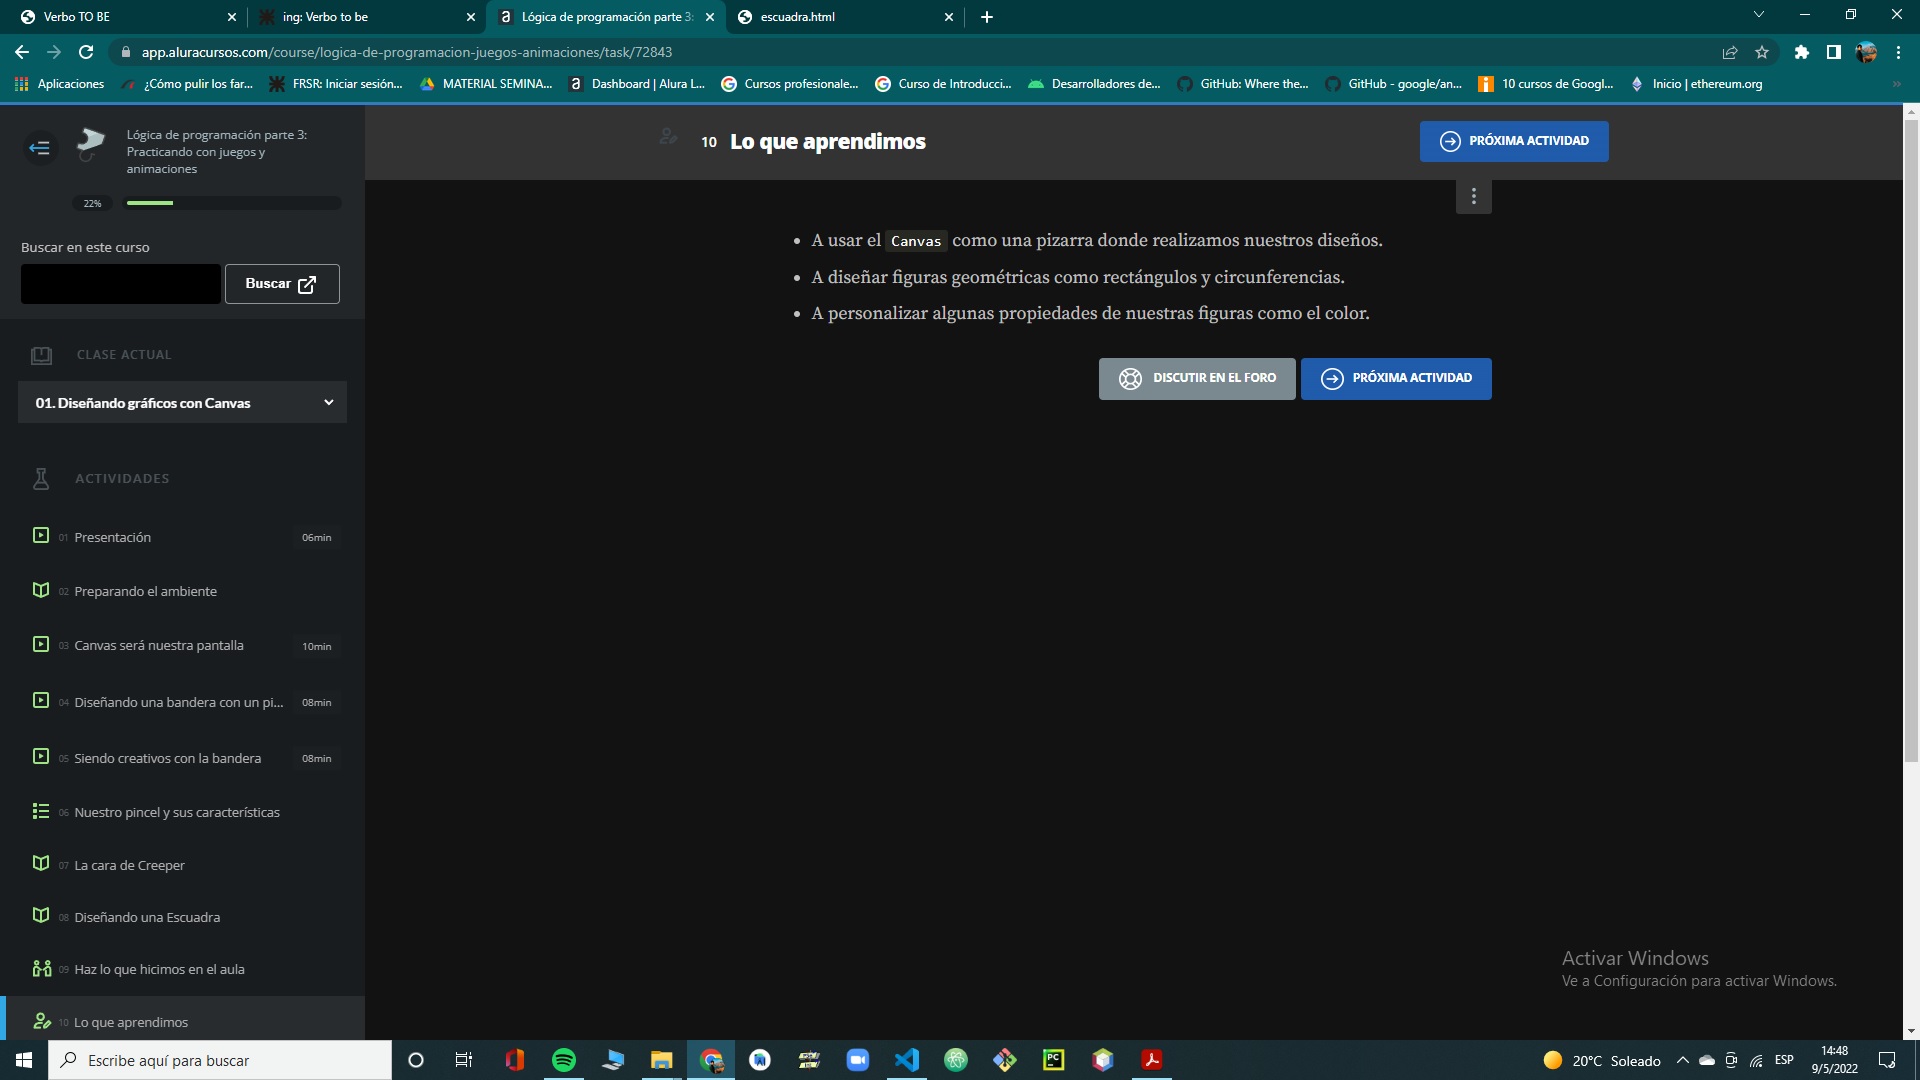 Verbo TO BE
ing: Verbo to be
Lógica de programación parte 3:
escuadra.html
app.aluracursos.com/course/logica-de-programacion-juegos-animaciones/task/72843
Aplicaciones
¿Cómo pulir los far...
FRSR: Iniciar sesión...
MATERIAL SEMINA...
Dashboard | Alura L...
Cursos profesionale...
Curso de Introducci...
Desarrolladores de...
GitHub: Where the...
GitHub - google/an...
10 cursos de Googl...
Inicio | ethereum.org
Lógica de programación parte 3:
Practicando con juegos y
animaciones
22%
Buscar en este curso
Buscar
CLASE ACTUAL
01. Diseñando gráficos con Canvas
ACTIVIDADES
01 Presentación 06min
02 Preparando el ambiente
03 Canvas será nuestra pantalla 10min
04 Diseñando una bandera con un pi... 08min
05 Siendo creativos con la bandera 08min
06 Nuestro pincel y sus características
07 La cara de Creeper
08 Diseñando una Escuadra
09 Haz lo que hicimos en el aula
10 Lo que aprendimos
10 Lo que aprendimos
PRÓXIMA ACTIVIDAD
A usar el Canvas como una pizarra donde realizamos nuestros diseños.
A diseñar figuras geométricas como rectángulos y circunferencias.
A personalizar algunas propiedades de nuestras figuras como el color.
DISCUTIR EN EL FORO
PRÓXIMA ACTIVIDAD
Activar Windows
Ve a Configuración para activar Windows.
Escribe aquí para buscar
20°C Soleado
ESP
14:48
9/5/2022